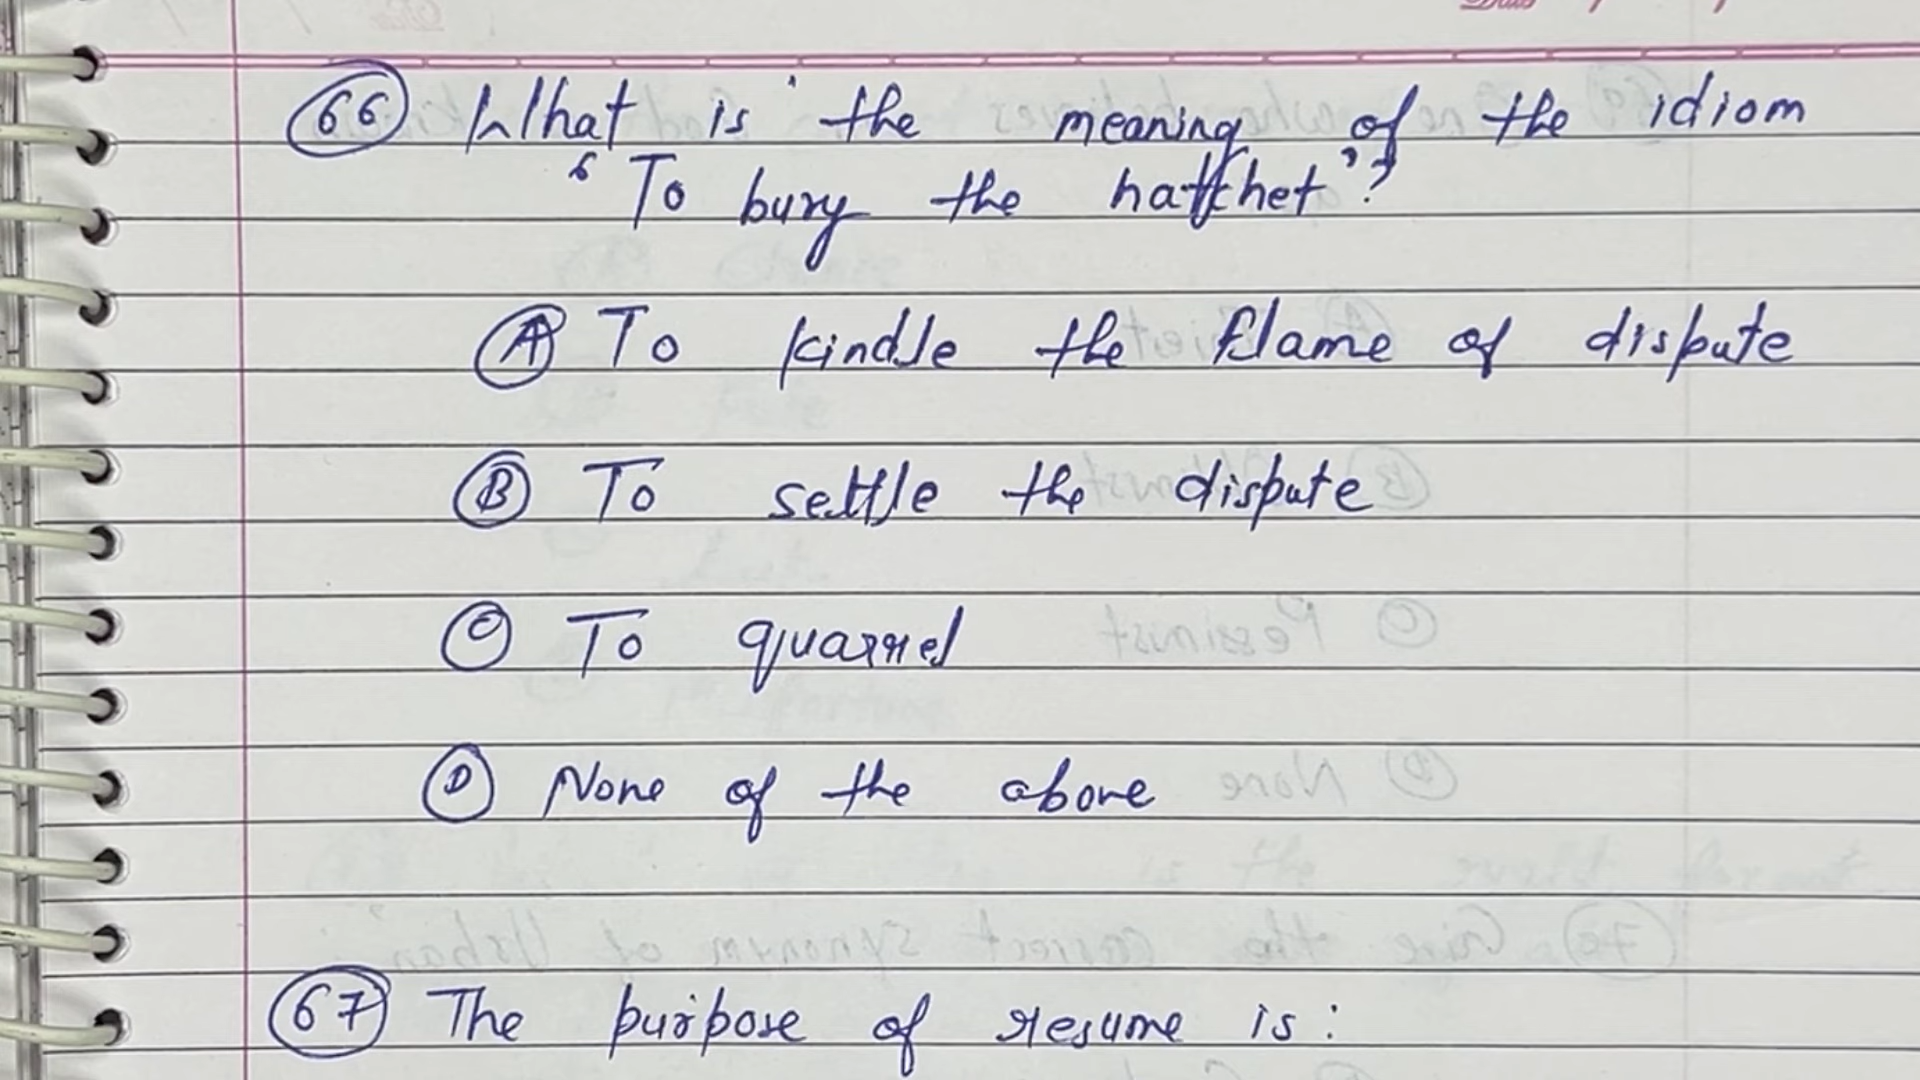 66 What is the meaning of the idiom
"To bury the hatchet"?
A To kindle the flame of dispute
B To settle the dispute
C To quarrel
D None of the above
67 The purpose of resume is: